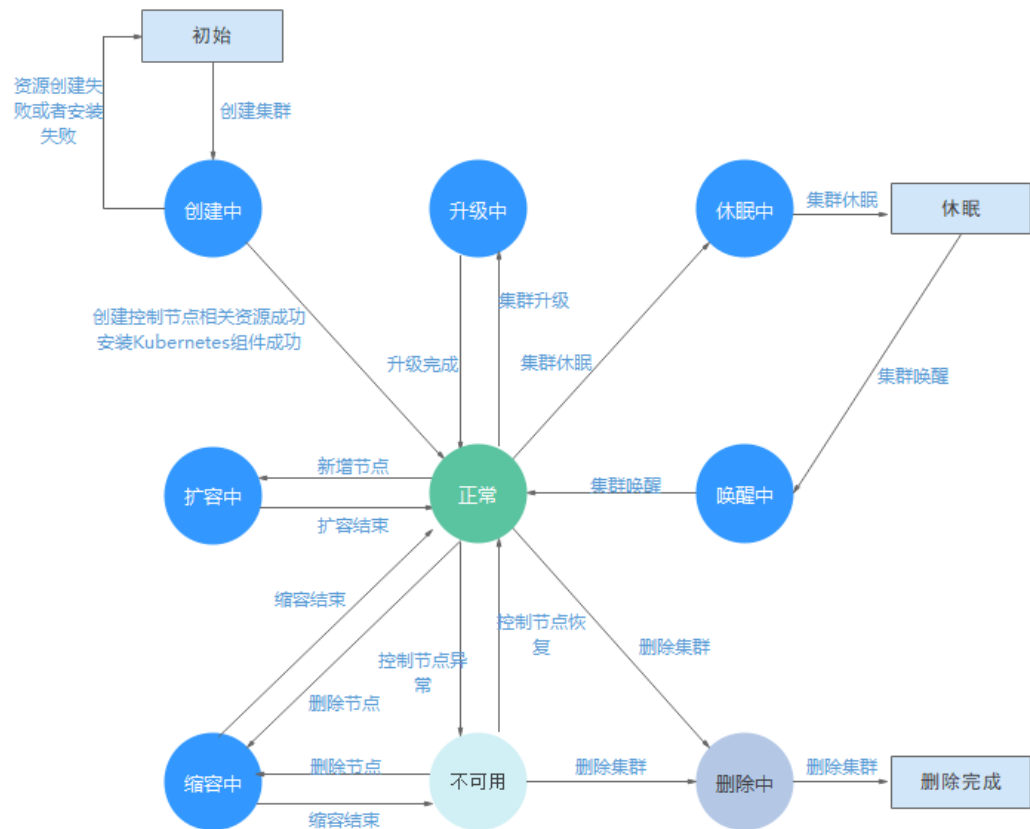 初始
资源创建失
败或者安装
失败
创建集群
创建中
升级中
休眠中
集群休眠
休眠
创建控制节点相关资源成功
安装Kubernetes组件成功
集群升级
升级完成
集群休眠
集群唤醒
扩容中
新增节点
扩容结束
正常
集群唤醒
唤醒中
缩容结束
控制节点异
常
控制节点恢
复
删除集群
删除节点
缩容中
删除节点
缩容结束
不可用
删除集群
删除中
删除集群
删除完成